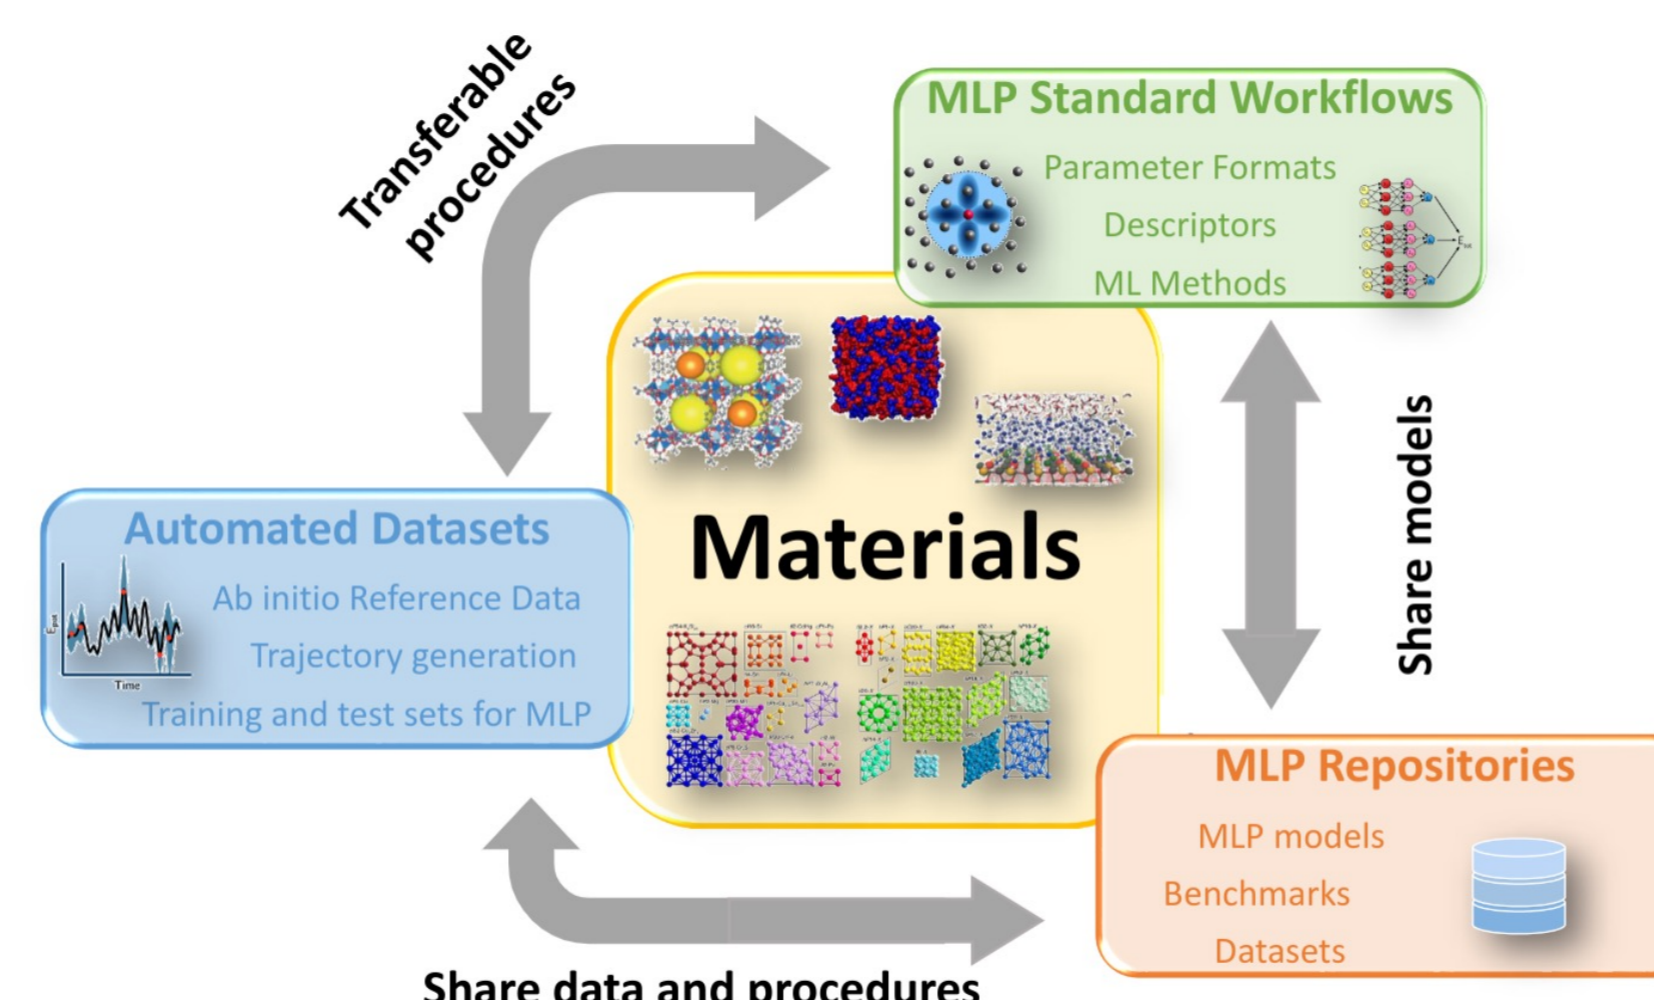 Transferable
procedures
MLP Standard Workflows
Parameter Formats
Descriptors
ML Methods
Automated Datasets
Ab initio Reference Data
Trajectory generation
Training and test sets for MLP
Time
Materials
Share models
MLP Repositories
MLP models
Benchmarks
Datasets
Share data and procedures